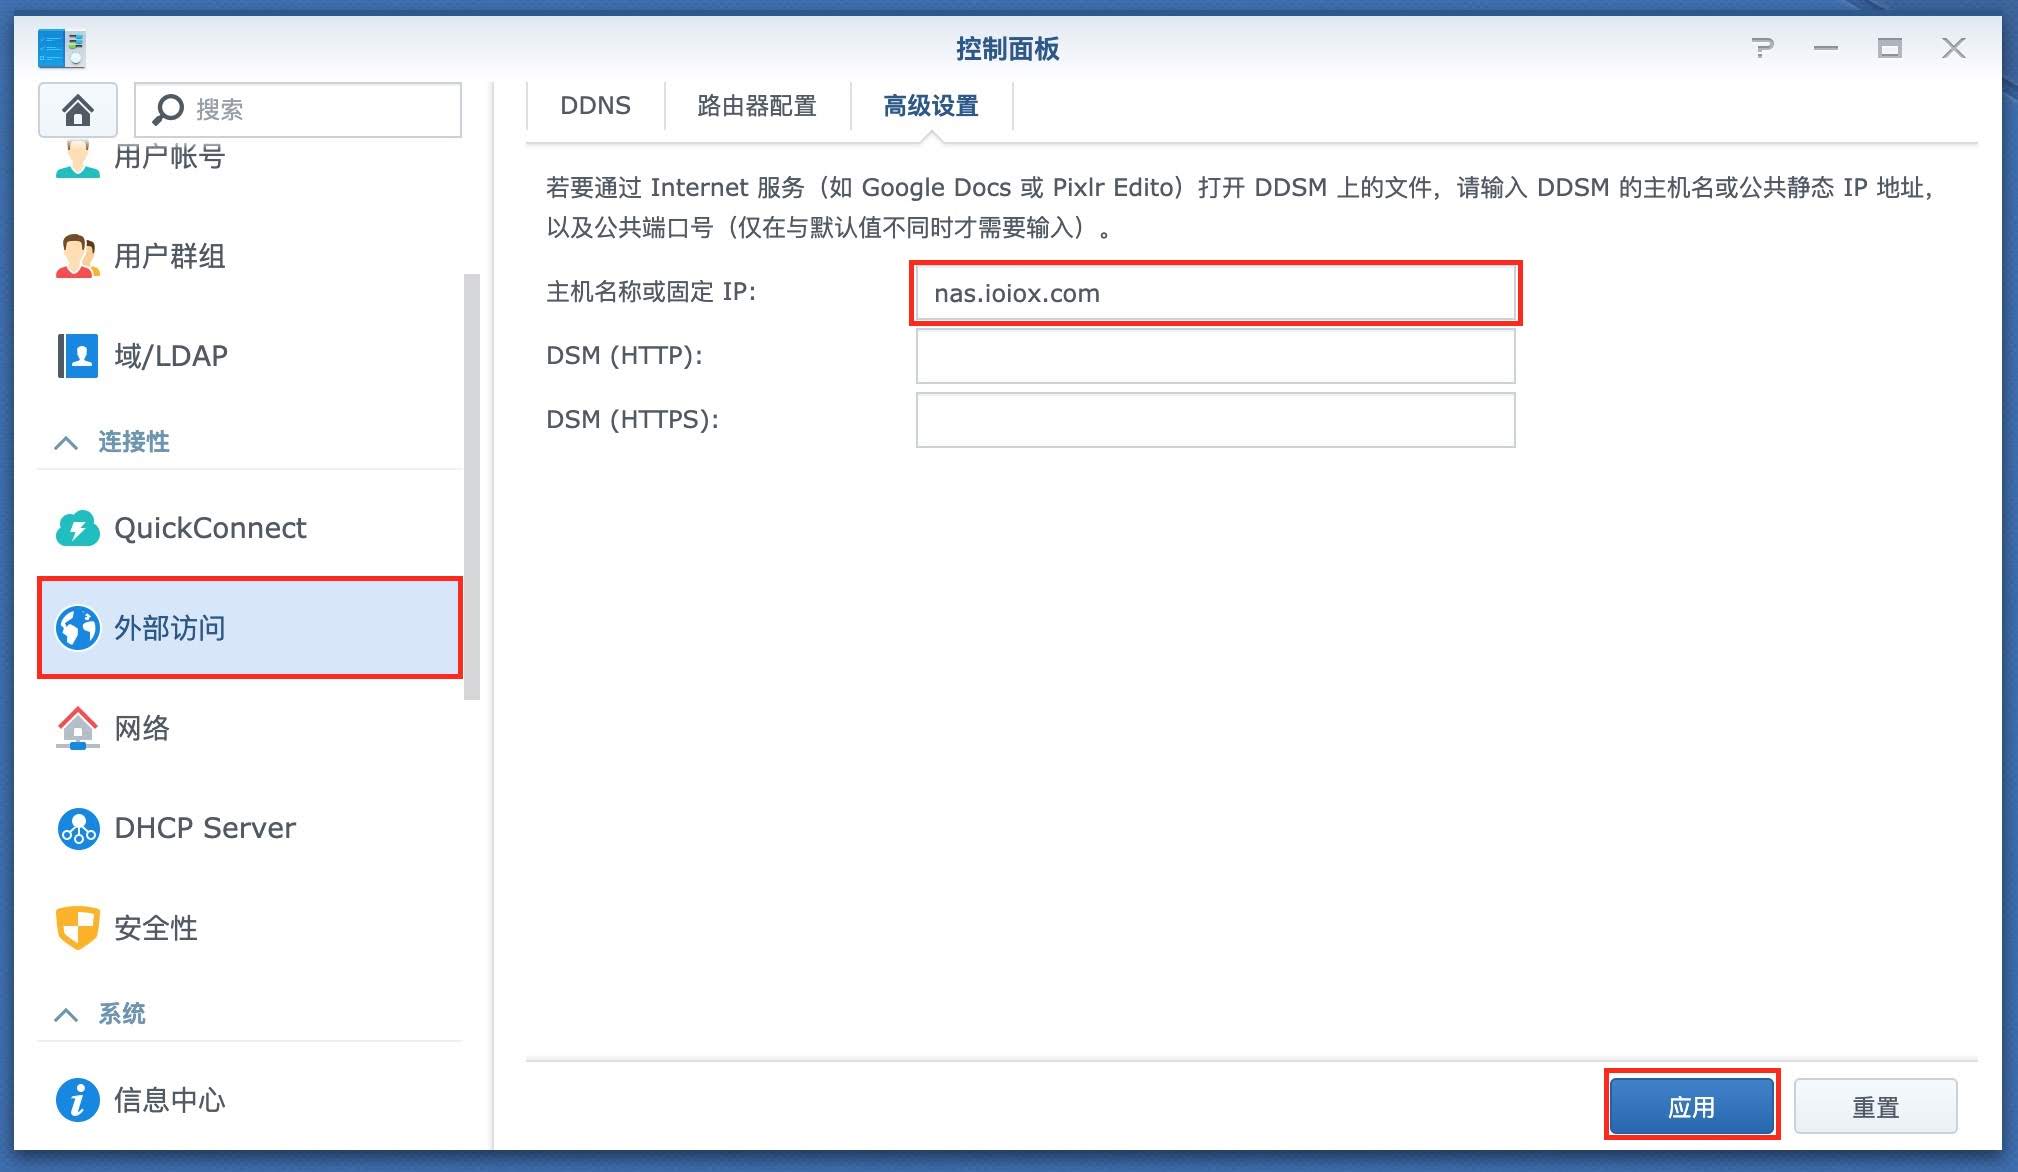 控制面板
搜索
用户帐号
用户群组
域/LDAP
连接性
QuickConnect
外部访问
网络
DHCP Server
安全性
系统
信息中心
DDNS
路由器配置
高级设置
若要通过 Internet 服务（如 Google Docs 或 Pixlr Edito）打开 DDSM 上的文件，请输入 DDSM 的主机名或公共静态 IP 地址，
以及公共端口号（仅在与默认值不同时才需要输入）。
主机名称或固定 IP:
nas.ioiox.com
DSM (HTTP):
DSM (HTTPS):
应用
重置